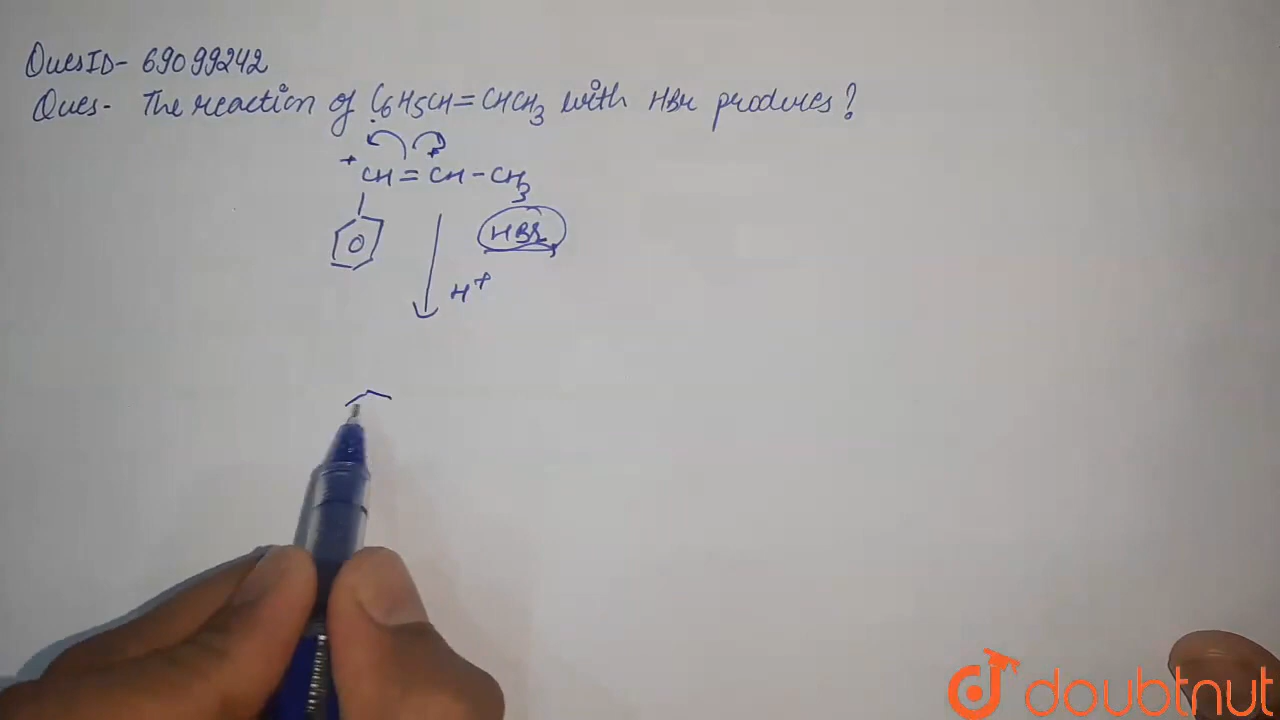 QuesID- 69099242
Ques- The reaction of C6H5CH=CHCH3 with HBr produces?
+CH=CH-CH3
+
HBr
H+
doubtnut